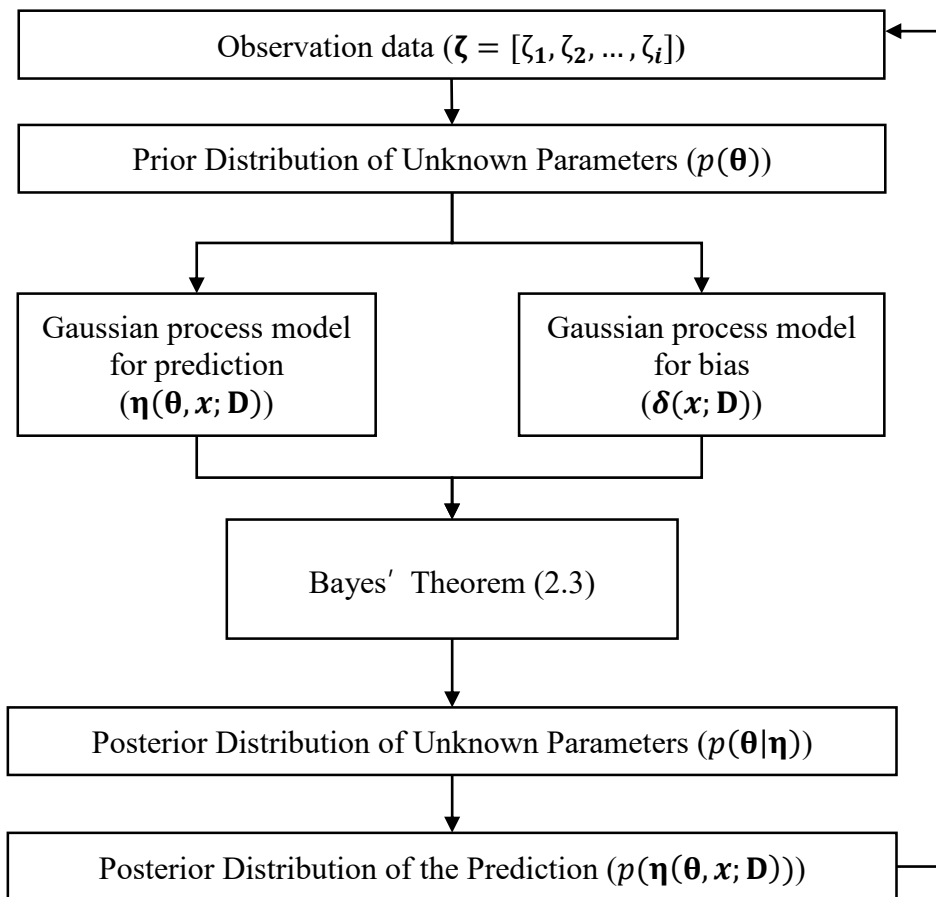 Observation data (𝛇 = [ζ₁, ζ₂, … , ζᵢ])
Prior Distribution of Unknown Parameters (𝑝(𝛉))
Gaussian process model
for prediction
(𝛈(𝛉, 𝒙; 𝐃))
Gaussian process model
for bias
(𝜹(𝒙; 𝐃))
Bayes′ Theorem (2.3)
Posterior Distribution of Unknown Parameters (𝑝(𝛉|𝛈))
Posterior Distribution of the Prediction (𝑝(𝛈(𝛉, 𝒙; 𝐃)))